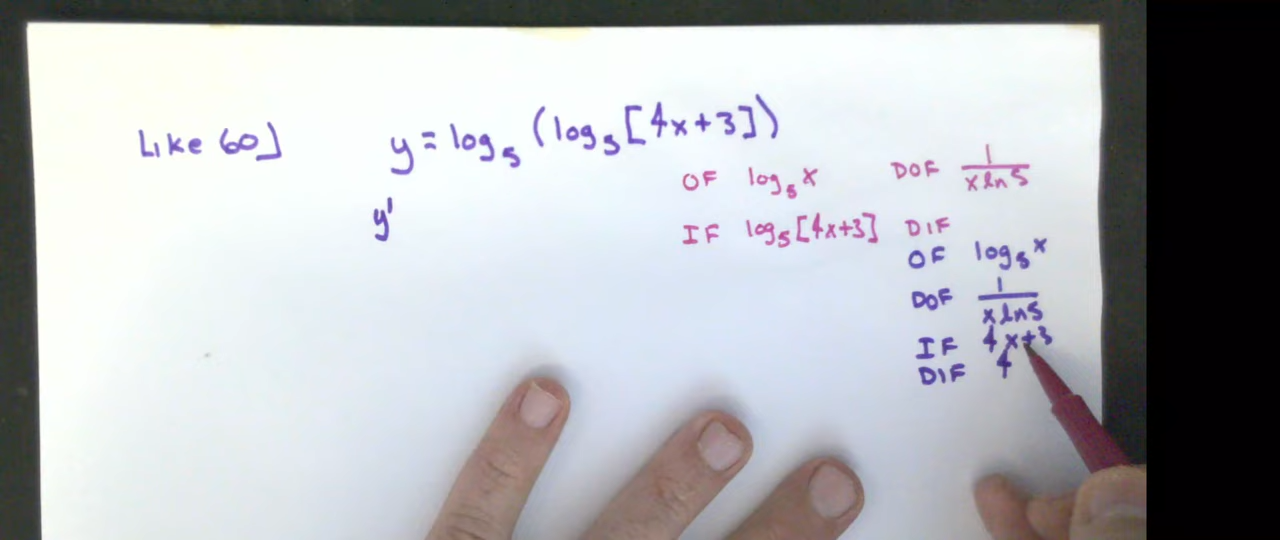 Like 60] y = log₅ (log₅ [4x+3])
OF log₅ x DOF 1/(x ln 5)
y'
IF log₅ [4x+3] DIF
OF log₅ x
DOF 1/(x ln 5)
IF 4x+3
DIF 4